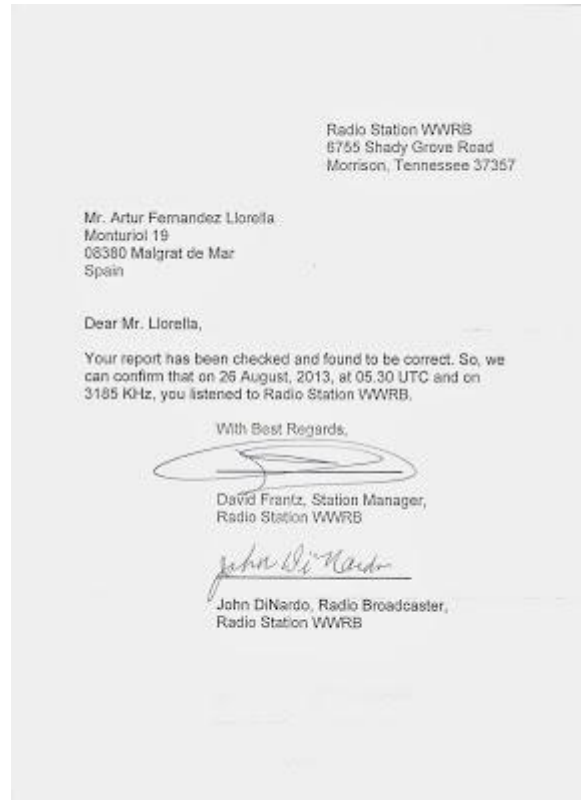 Radio Station WWRB
6755 Shady Grove Road
Morrison, Tennessee 37357
Mr. Artur Fernandez Llorella
Monturiol 19
08380 Malgrat de Mar
Spain
Dear Mr. Llorella,
Your report has been checked and found to be correct. So, we
can confirm that on 26 August, 2013, at 05.30 UTC and on
3185 KHz, you listened to Radio Station WWRB.
With Best Regards,
David Frantz, Station Manager,
Radio Station WWRB
John Di Nardo
John DiNardo, Radio Broadcaster,
Radio Station WWRB